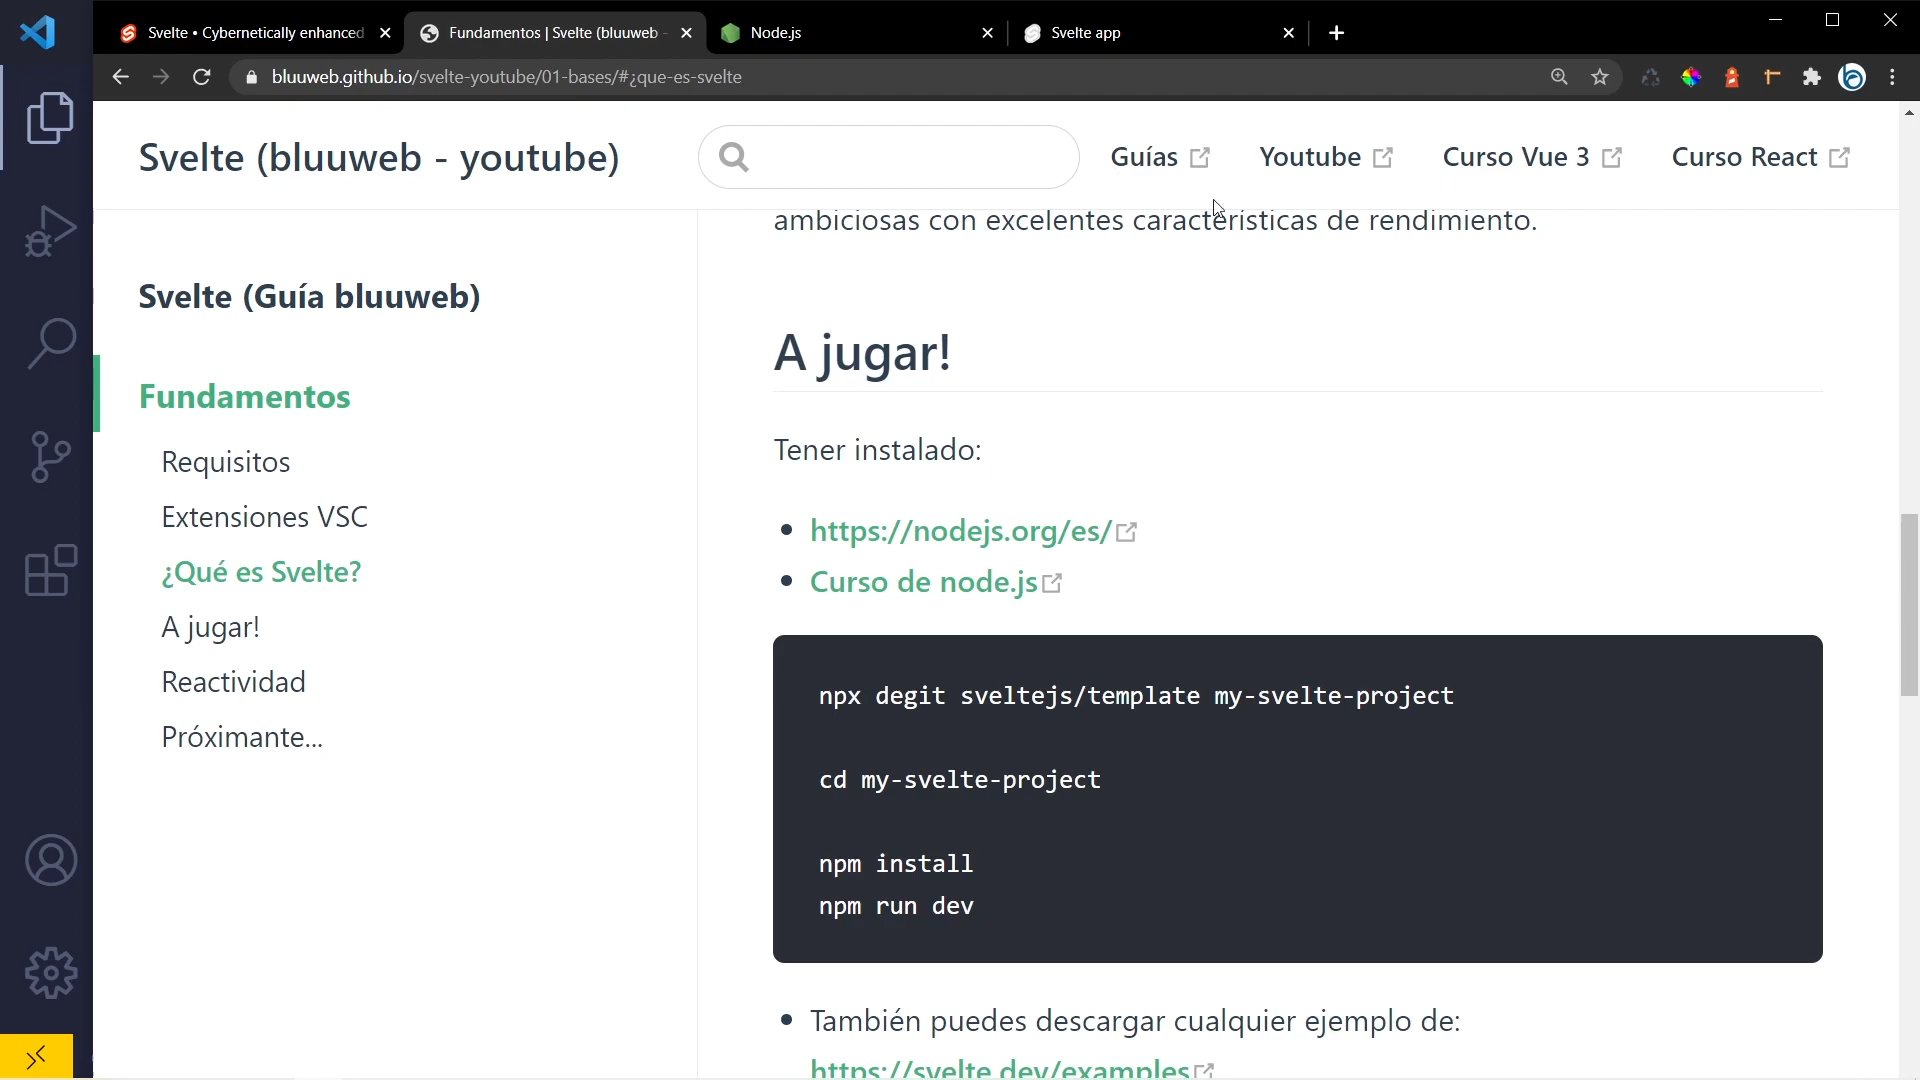 Svelte • Cybernetically enhanced
Fundamentos | Svelte (bluuweb -
Node.js
Svelte app
bluuweb.github.io/svelte-youtube/01-bases/#¿que-es-svelte
Svelte (bluuweb - youtube)
Guías
Youtube
Curso Vue 3
Curso React
Svelte (Guía bluuweb)
Fundamentos
Requisitos
Extensiones VSC
¿Qué es Svelte?
A jugar!
Reactividad
Próximante...
ambiciosas con excelentes características de rendimiento.
A jugar!
Tener instalado:
https://nodejs.org/es/
Curso de node.js
npx degit sveltejs/template my-svelte-project
cd my-svelte-project
npm install
npm run dev
También puedes descargar cualquier ejemplo de:
https://svelte.dev/examples